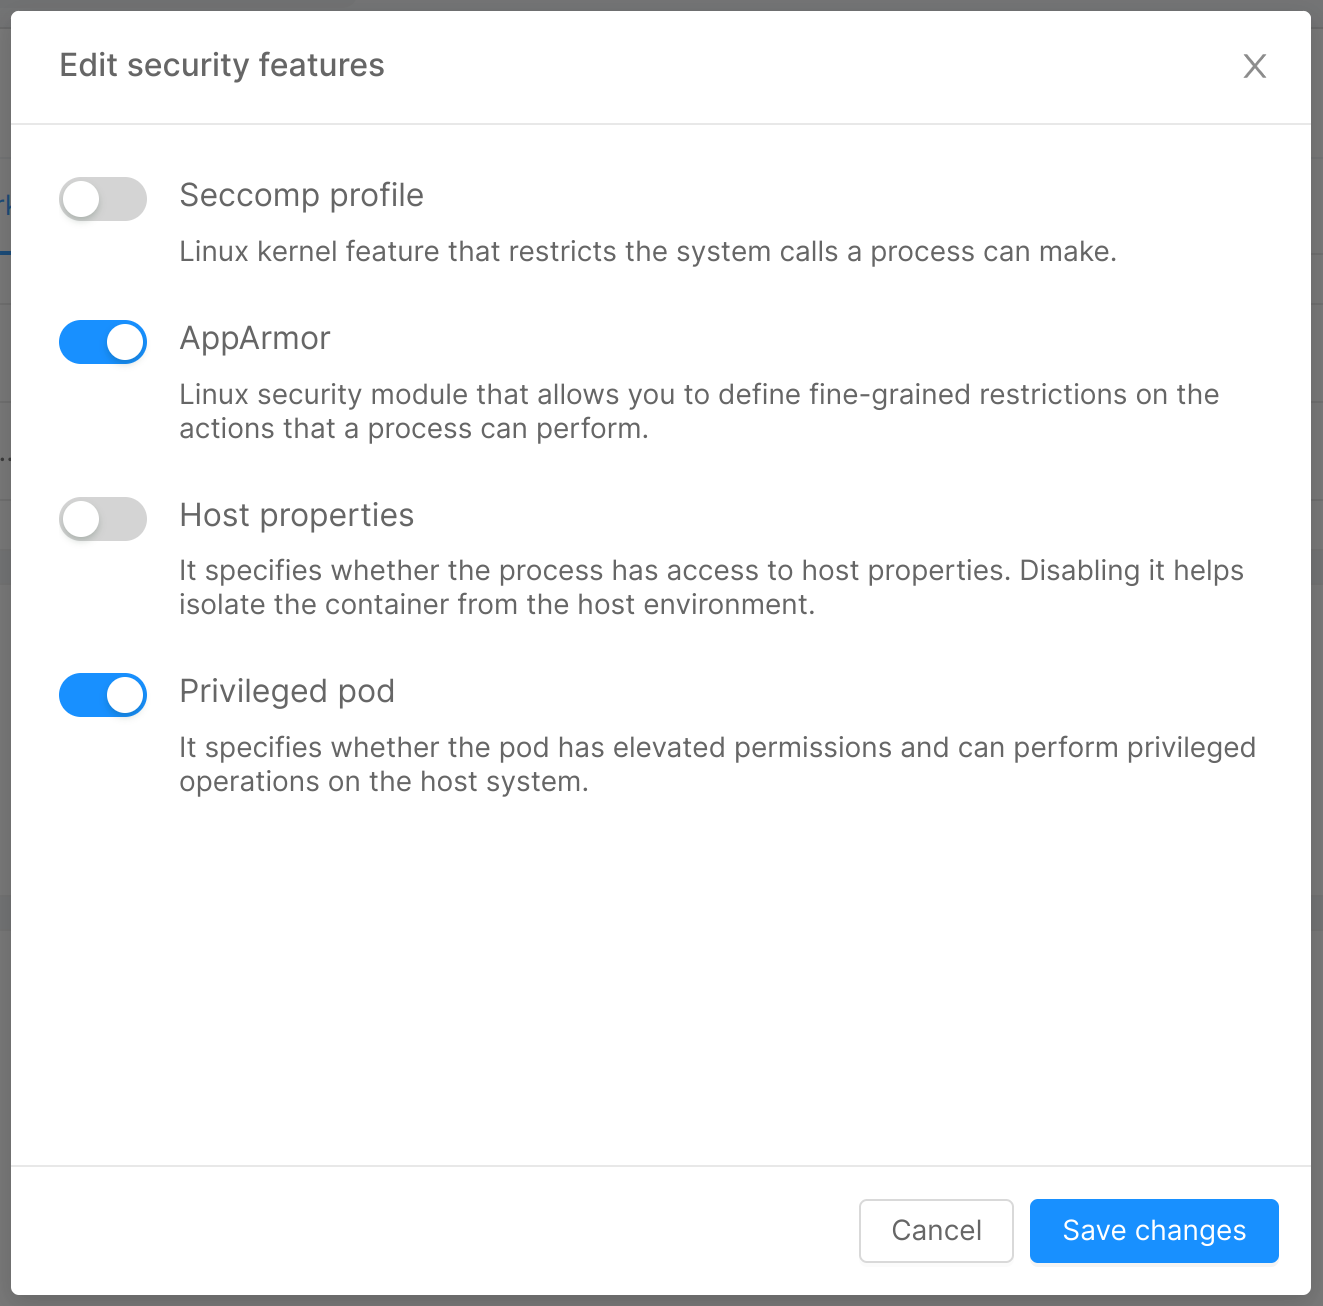 Edit security features
Seccomp profile
Linux kernel feature that restricts the system calls a process can make.
AppArmor
Linux security module that allows you to define fine-grained restrictions on the
actions that a process can perform.
Host properties
It specifies whether the process has access to host properties. Disabling it helps
isolate the container from the host environment.
Privileged pod
It specifies whether the pod has elevated permissions and can perform privileged
operations on the host system.
Cancel
Save changes